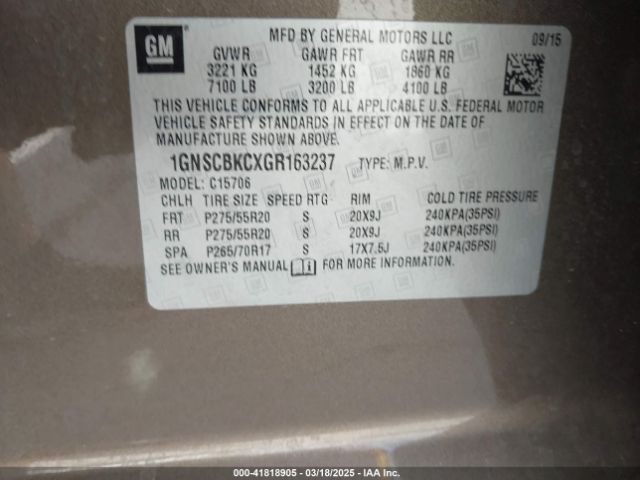 GM
MFD BY GENERAL MOTORS LLC 09/15
GVWR GAWR FRT GAWR RR
3221 KG 1452 KG 1860 KG
7100 LB 3200 LB 4100 LB
THIS VEHICLE CONFORMS TO ALL APPLICABLE U.S. FEDERAL MOTOR
VEHICLE SAFETY STANDARDS IN EFFECT ON THE DATE OF
MANUFACTURE SHOWN ABOVE.
1GNSCBKCXGR163237 TYPE: M.P.V.
MODEL: C15706
CHLH TIRE SIZE SPEED RTG RIM COLD TIRE PRESSURE
FRT P275/55R20 S 20X9J 240KPA(35PSI)
RR P275/55R20 S 20X9J 240KPA(35PSI)
SPA P265/70R17 S 17X7.5J 240KPA(35PSI)
SEE OWNER'S MANUAL FOR MORE INFORMATION.
000-41818905 - 03/18/2025 - IAA Inc.